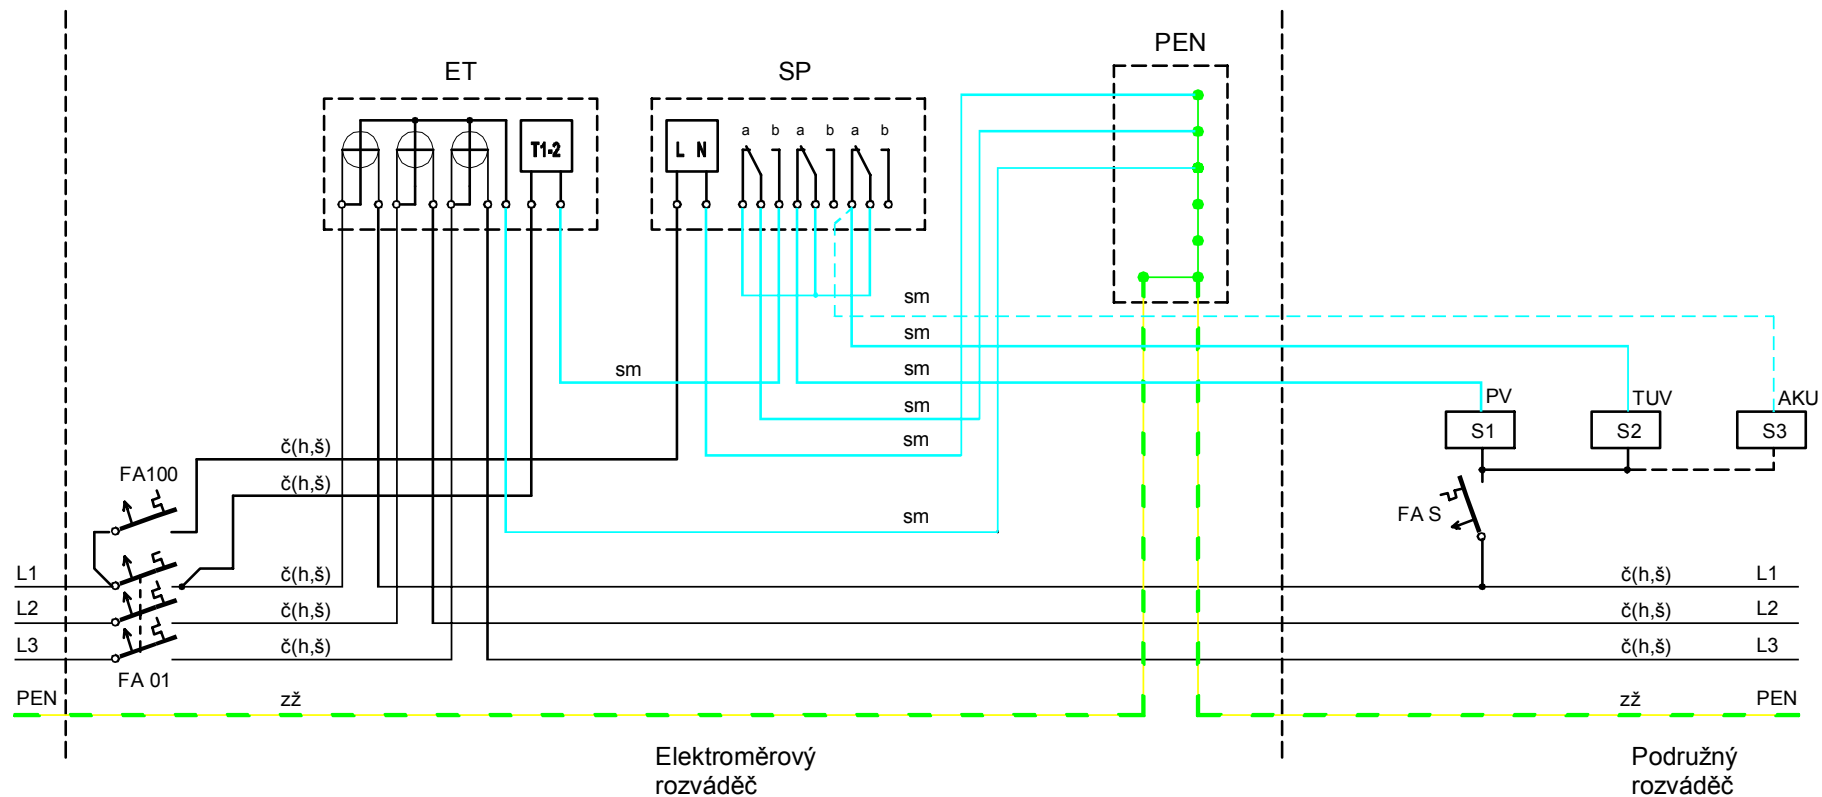 PEN
ET
SP
T1-2
L N
a b a b a b
sm
sm
sm
sm
sm
sm
sm
PV
TUV
AKU
S1
S2
S3
č(h,š)
FA100
č(h,š)
FA S
L1
č(h,š)
č(h,š)
L1
L2
č(h,š)
č(h,š)
L2
L3
č(h,š)
č(h,š)
L3
FA 01
PEN
zž
zž
PEN
Elektroměrový
rozváděč
Podružný
rozváděč